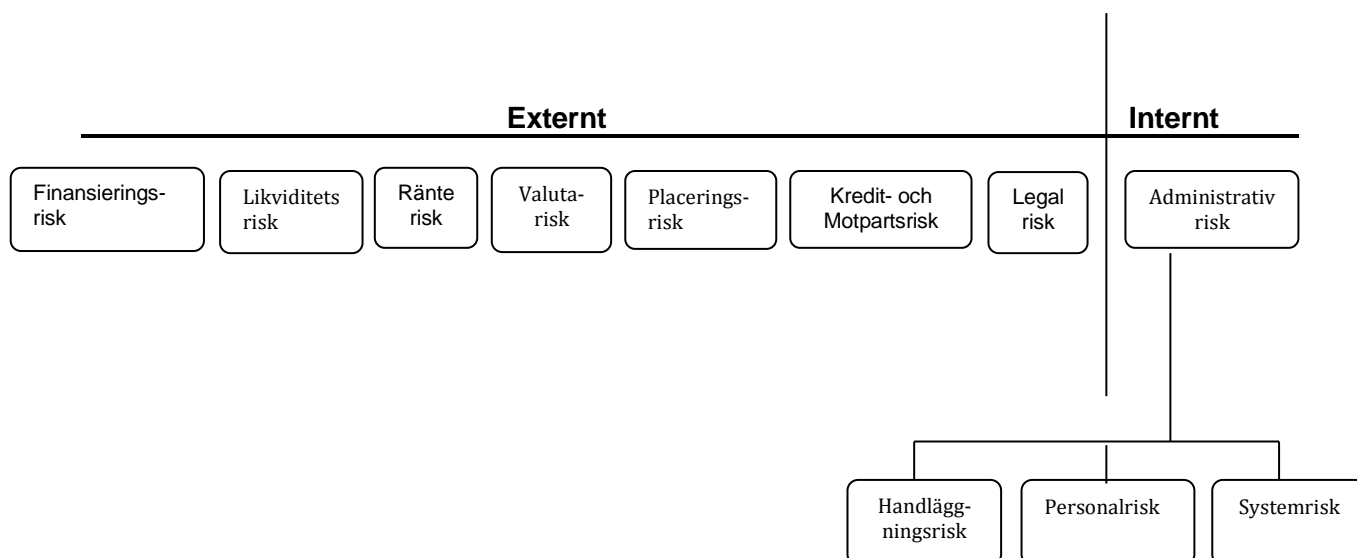 Externt
Internt
Finansierings-
risk
Likviditets
risk
Ränte
risk
Valuta-
risk
Placerings-
risk
Kredit- och
Motpartsrisk
Legal
risk
Administrativ
risk
Handlägg-
ningsrisk
Personalrisk
Systemrisk